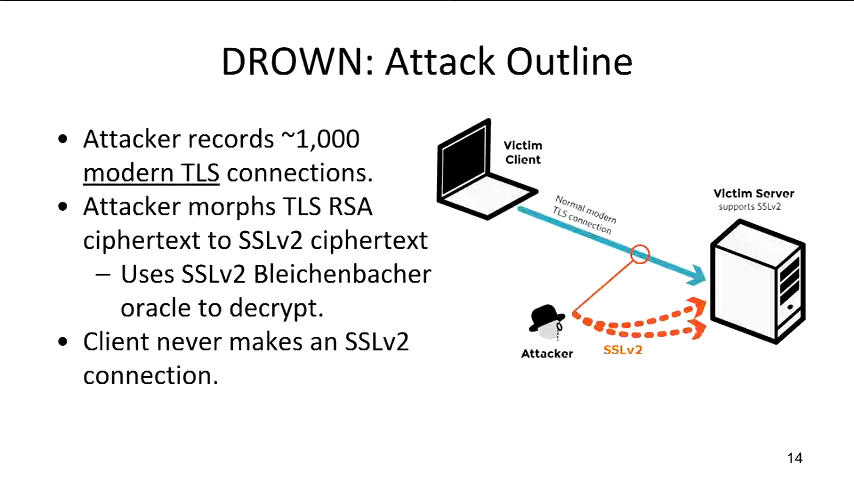 DROWN: Attack Outline
• Attacker records ~1,000
modern TLS connections.
• Attacker morphs TLS RSA
ciphertext to SSLv2 ciphertext
– Uses SSLv2 Bleichenbacher
oracle to decrypt.
• Client never makes an SSLv2
connection.
Victim
Client
Normal modern
TLS connection
Victim Server
supports SSLv2
Attacker
SSLv2
14